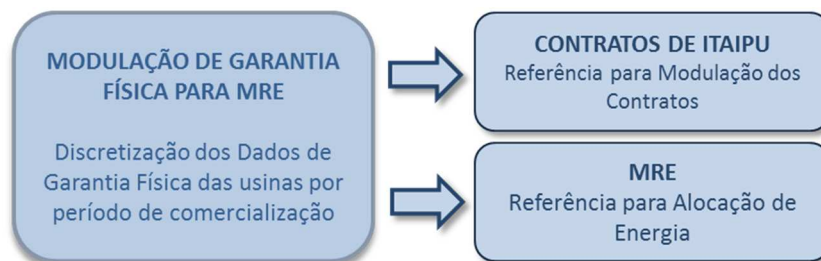 MODULAÇÃO DE GARANTIA
FÍSICA PARA MRE
Discretização dos Dados de
Garantia Física das usinas por
período de comercialização
CONTRATOS DE ITAIPU
Referência para Modulação dos
Contratos
MRE
Referência para Alocação de
Energia